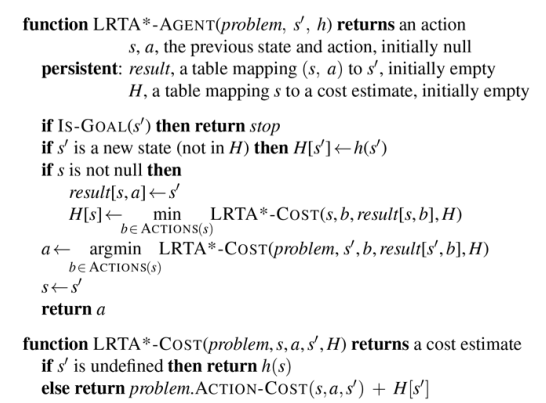 function LRTA*-AGENT(problem, s′, h) returns an action
s, a, the previous state and action, initially null
persistent: result, a table mapping (s, a) to s′, initially empty
H, a table mapping s to a cost estimate, initially empty
if IS-GOAL(s′) then return stop
if s′ is a new state (not in H) then H[s′]←h(s′)
if s is not null then
result[s,a]←s′
H[s]← min LRTA*-COST(s,b,result[s,b],H)
b∈ACTIONS(s)
a← argmin LRTA*-COST(problem,s′,b,result[s′,b],H)
b∈ACTIONS(s)
s←s′
return a
function LRTA*-COST(problem,s,a,s′,H) returns a cost estimate
if s′ is undefined then return h(s)
else return problem.ACTION-COST(s,a,s′) + H[s′]